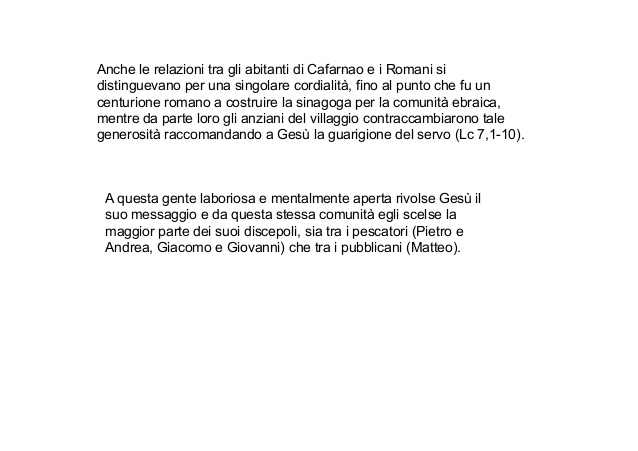 Anche le relazioni tra gli abitanti di Cafarnao e i Romani si
distinguevano per una singolare cordialità, fino al punto che fu un
centurione romano a costruire la sinagoga per la comunità ebraica,
mentre da parte loro gli anziani del villaggio contraccambiarono tale
generosità raccomandando a Gesù la guarigione del servo (Lc 7,1-10).
A questa gente laboriosa e mentalmente aperta rivolse Gesù il
suo messaggio e da questa stessa comunità egli scelse la
maggior parte dei suoi discepoli, sia tra i pescatori (Pietro e
Andrea, Giacomo e Giovanni) che tra i pubblicani (Matteo).